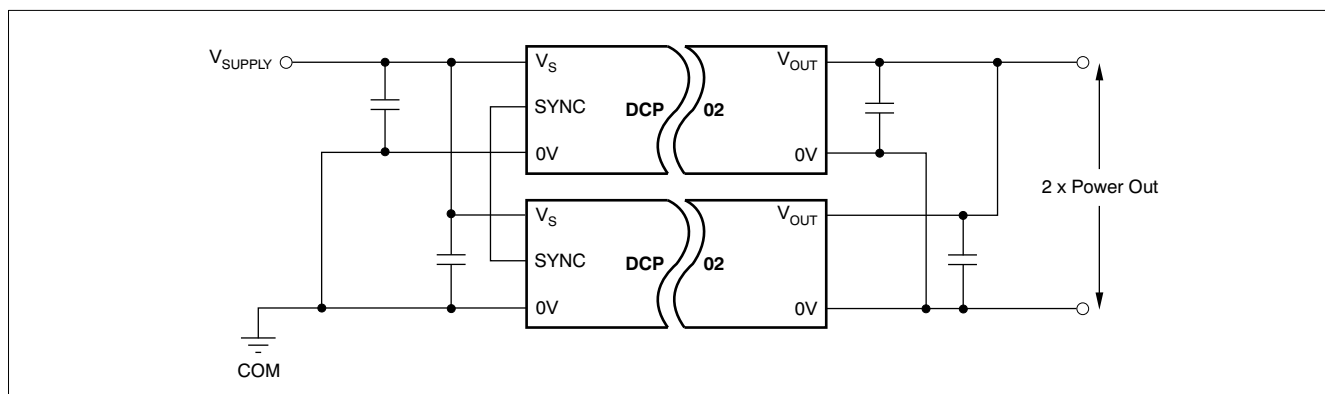 VSUPPLY
VS
SYNC
0V
DCP
02
VOUT
0V
2 x Power Out
VS
SYNC
0V
DCP
02
VOUT
0V
COM